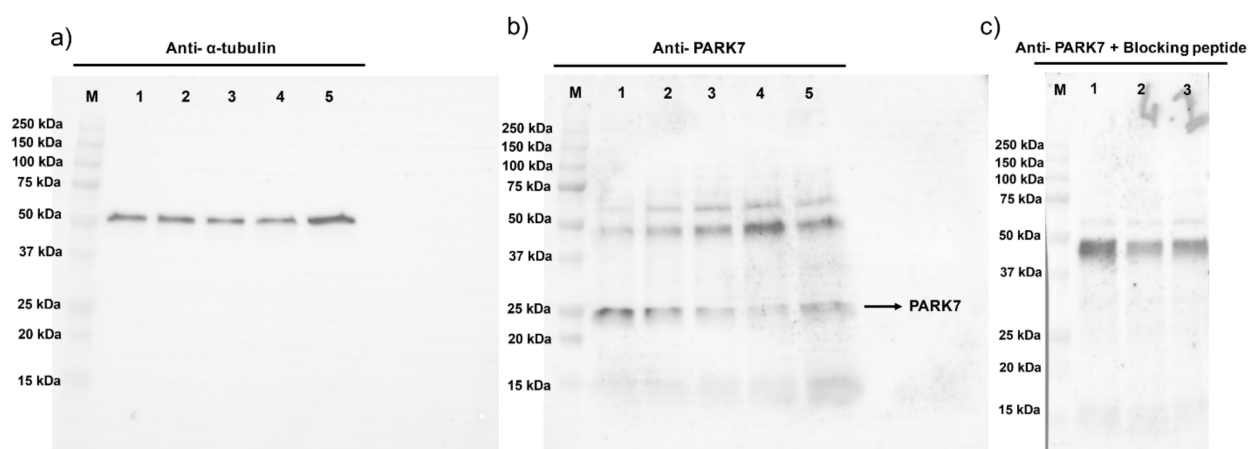 a)
Anti- α-tubulin
M 1 2 3 4 5
250 kDa
150 kDa
100 kDa
75 kDa
50 kDa
37 kDa
25 kDa
20 kDa
15 kDa
b)
Anti- PARK7
M 1 2 3 4 5
250 kDa
150 kDa
100 kDa
75 kDa
50 kDa
37 kDa
25 kDa
20 kDa
15 kDa
PARK7
c)
Anti- PARK7 + Blocking peptide
M 1 2 3
4.2
250 kDa
150 kDa
100 kDa
75 kDa
50 kDa
37 kDa
25 kDa
20 kDa
15 kDa